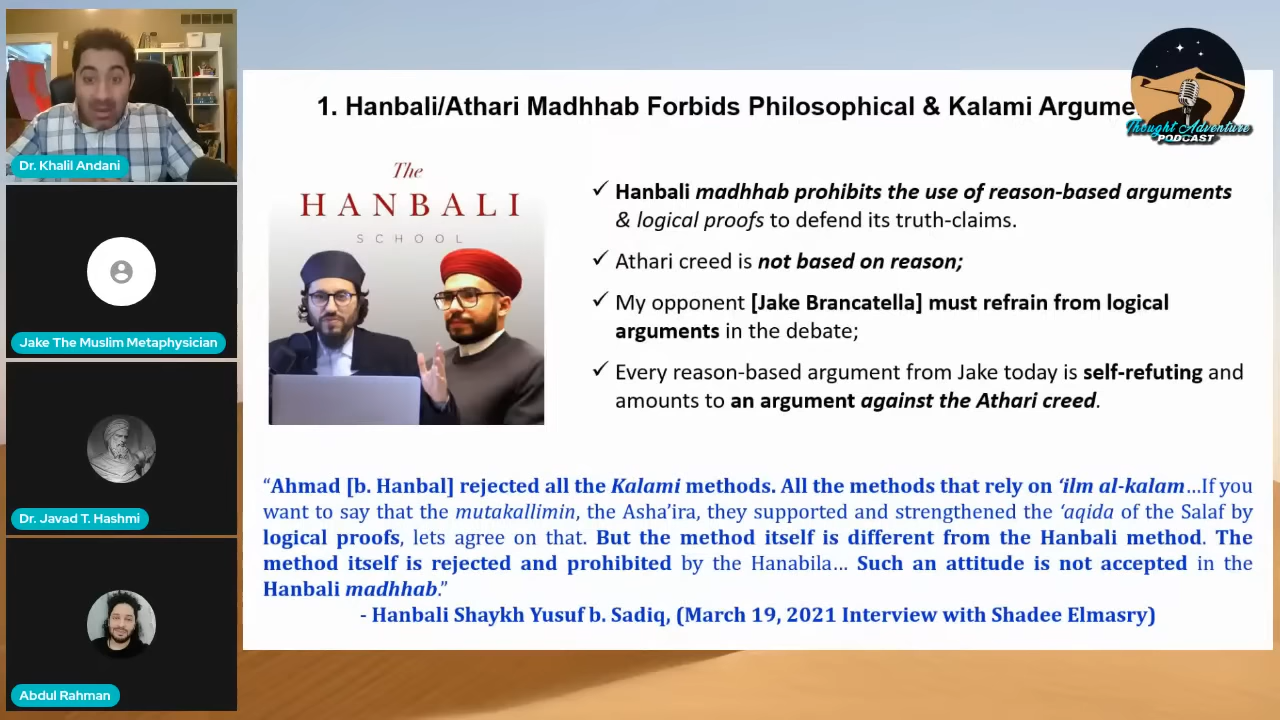 1. Hanbali/Athari Madhhab Forbids Philosophical & Kalami Argume
Thought Adventure
PODCAST
The
HANBALI
SCHOOL
✓ Hanbali madhhab prohibits the use of reason-based arguments
& logical proofs to defend its truth-claims.
✓ Athari creed is not based on reason;
✓ My opponent [Jake Brancatella] must refrain from logical
arguments in the debate;
✓ Every reason-based argument from Jake today is self-refuting and
amounts to an argument against the Athari creed.
“Ahmad [b. Hanbal] rejected all the Kalami methods. All the methods that rely on ‘ilm al-kalam…If you
want to say that the mutakallimin, the Asha’ira, they supported and strengthened the ‘aqida of the Salaf by
logical proofs, lets agree on that. But the method itself is different from the Hanbali method. The
method itself is rejected and prohibited by the Hanabila… Such an attitude is not accepted in the
Hanbali madhhab.”
- Hanbali Shaykh Yusuf b. Sadiq, (March 19, 2021 Interview with Shadee Elmasry)
Dr. Khalil Andani
Jake The Muslim Metaphysician
Dr. Javad T. Hashmi
Abdul Rahman